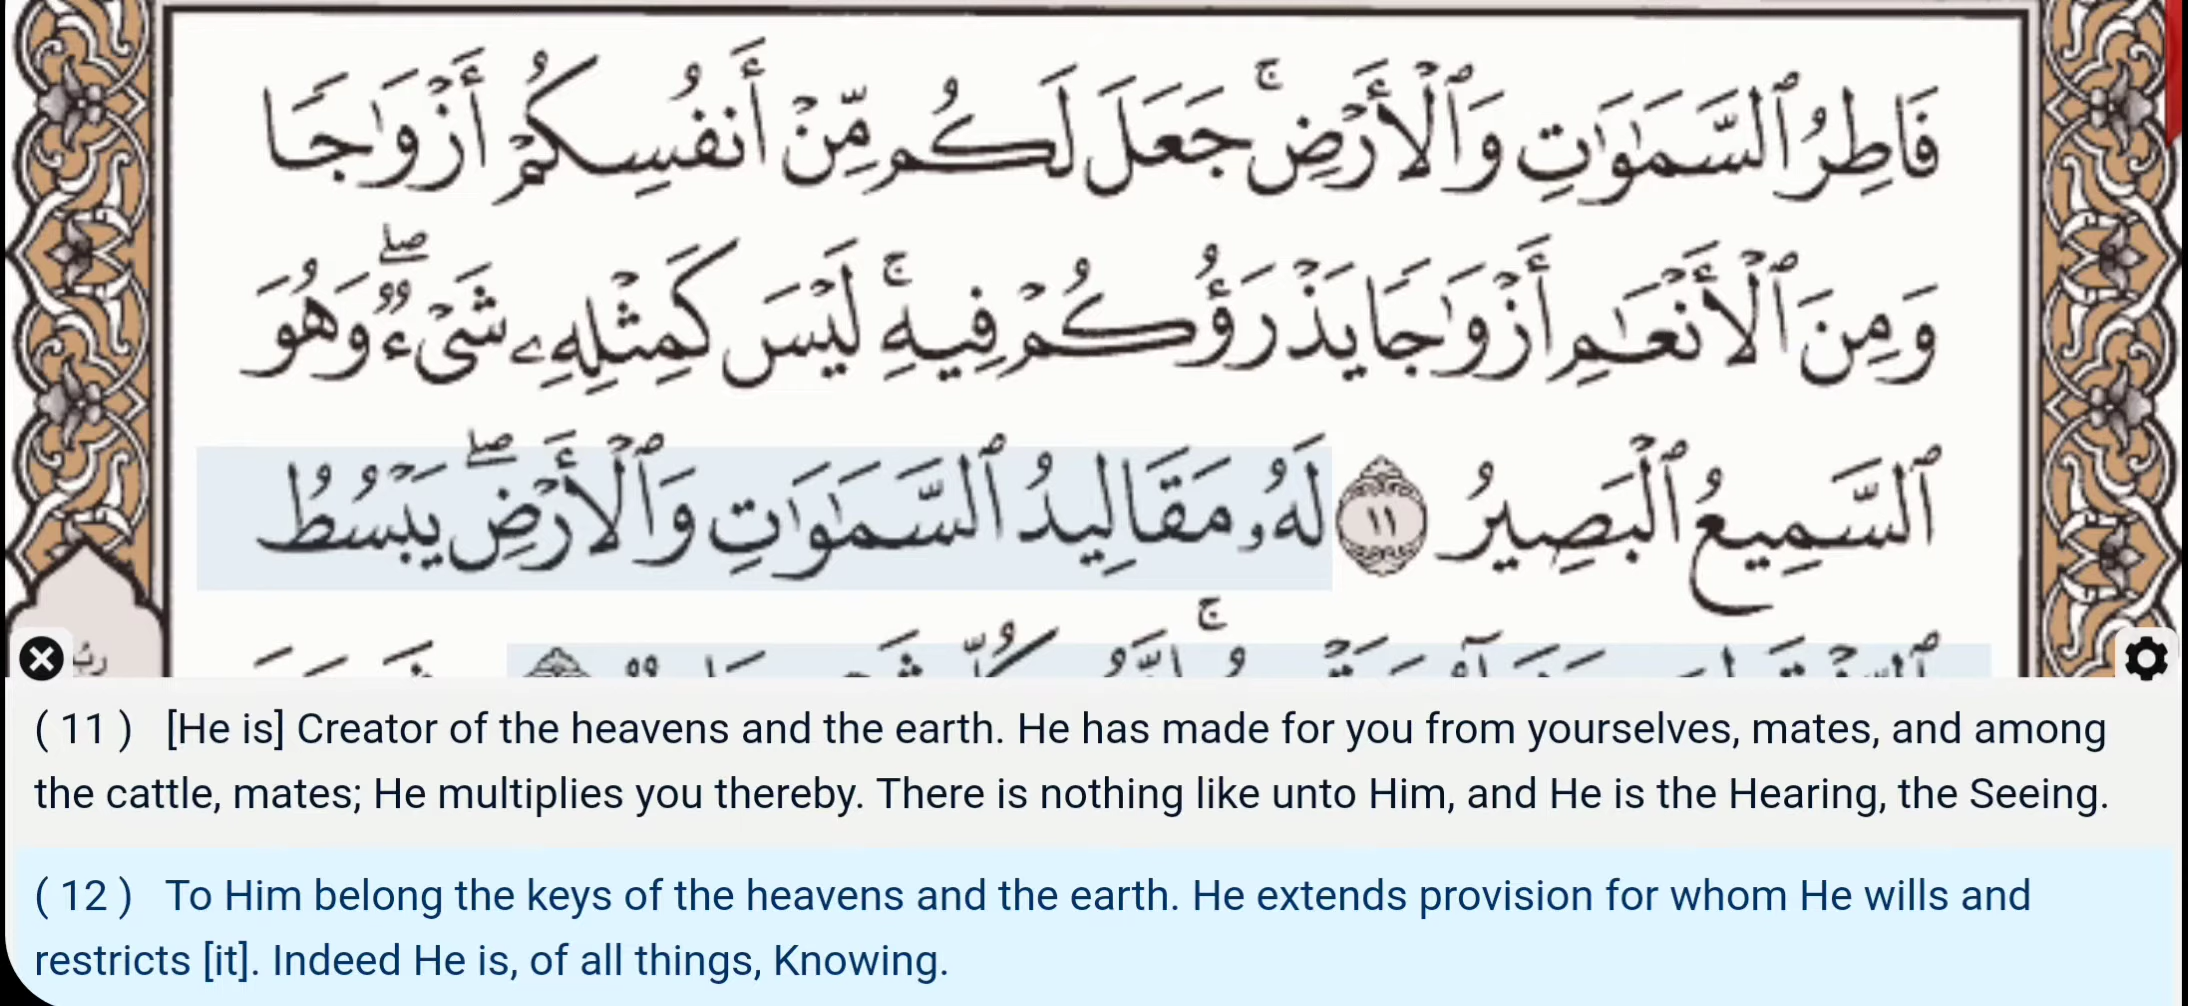 فَاطِرُ ٱلسَّمَٰوَٰتِ وَٱلْأَرْضِۚ جَعَلَ لَكُم مِّنْ أَنفُسِكُمْ أَزْوَٰجًا
وَمِنَ ٱلْأَنْعَٰمِ أَزْوَٰجًا يَذْرَؤُكُمْ فِيهِۚ لَيْسَ كَمِثْلِهِۦ شَىْءٌۖ وَهُوَ
ٱلسَّمِيعُ ٱلْبَصِيرُ ١١ لَهُۥ مَقَالِيدُ ٱلسَّمَٰوَٰتِ وَٱلْأَرْضِۖ يَبْسُطُ
( 11 ) [He is] Creator of the heavens and the earth. He has made for you from yourselves, mates, and among
the cattle, mates; He multiplies you thereby. There is nothing like unto Him, and He is the Hearing, the Seeing.
( 12 ) To Him belong the keys of the heavens and the earth. He extends provision for whom He wills and
restricts [it]. Indeed He is, of all things, Knowing.